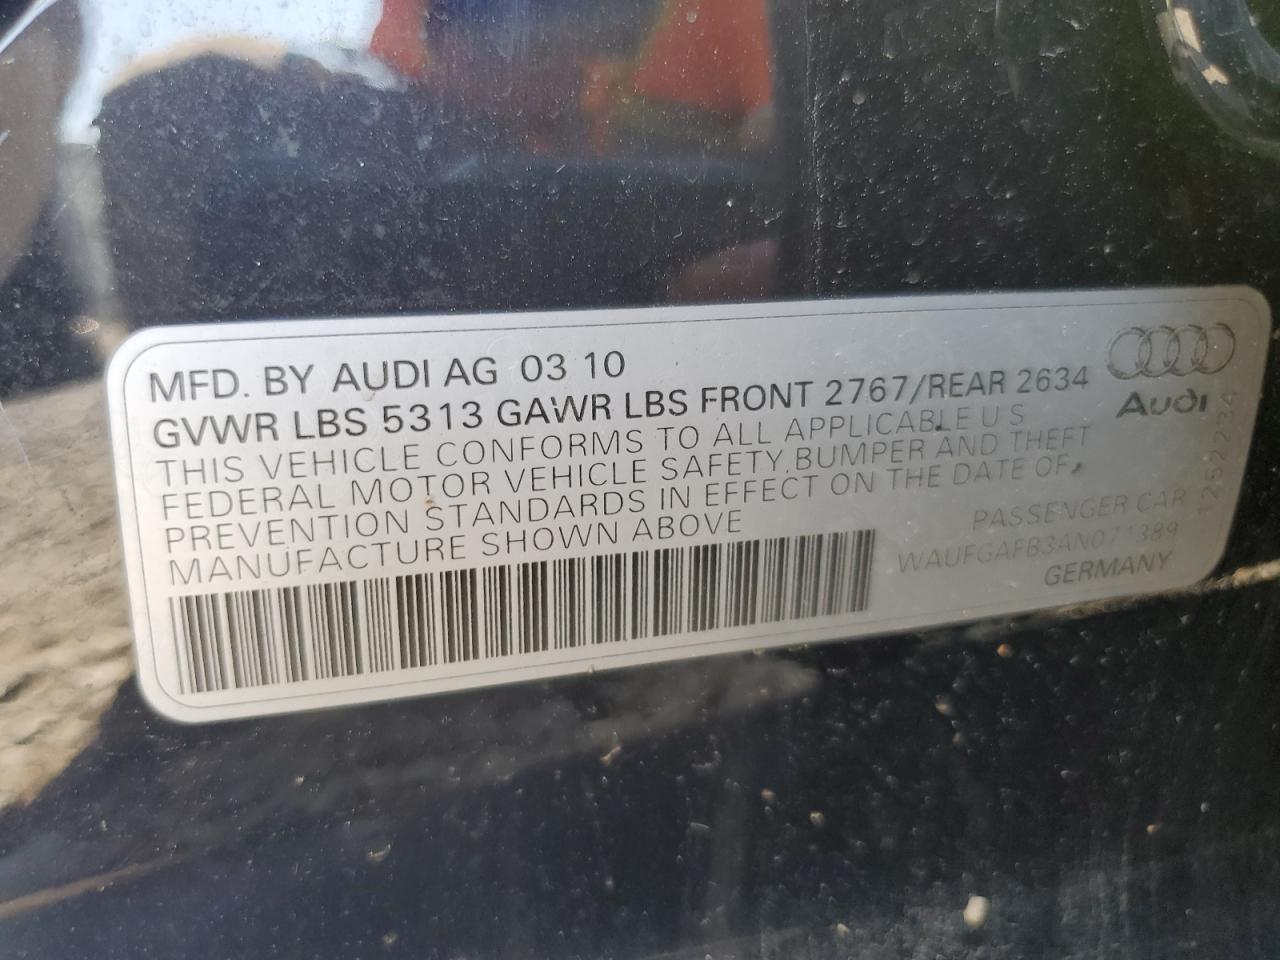 MFD. BY AUDI AG 03 10
GVWR LBS 5313 GAWR LBS FRONT 2767/REAR 2634
THIS VEHICLE CONFORMS TO ALL APPLICABLE U S
FEDERAL MOTOR VEHICLE SAFETY, BUMPER AND THEFT
PREVENTION STANDARDS IN EFFECT ON THE DATE OF
MANUFACTURE SHOWN ABOVE
Audi
PASSENGER CAR
WAUFGAFB3AN071389
GERMANY
1252234